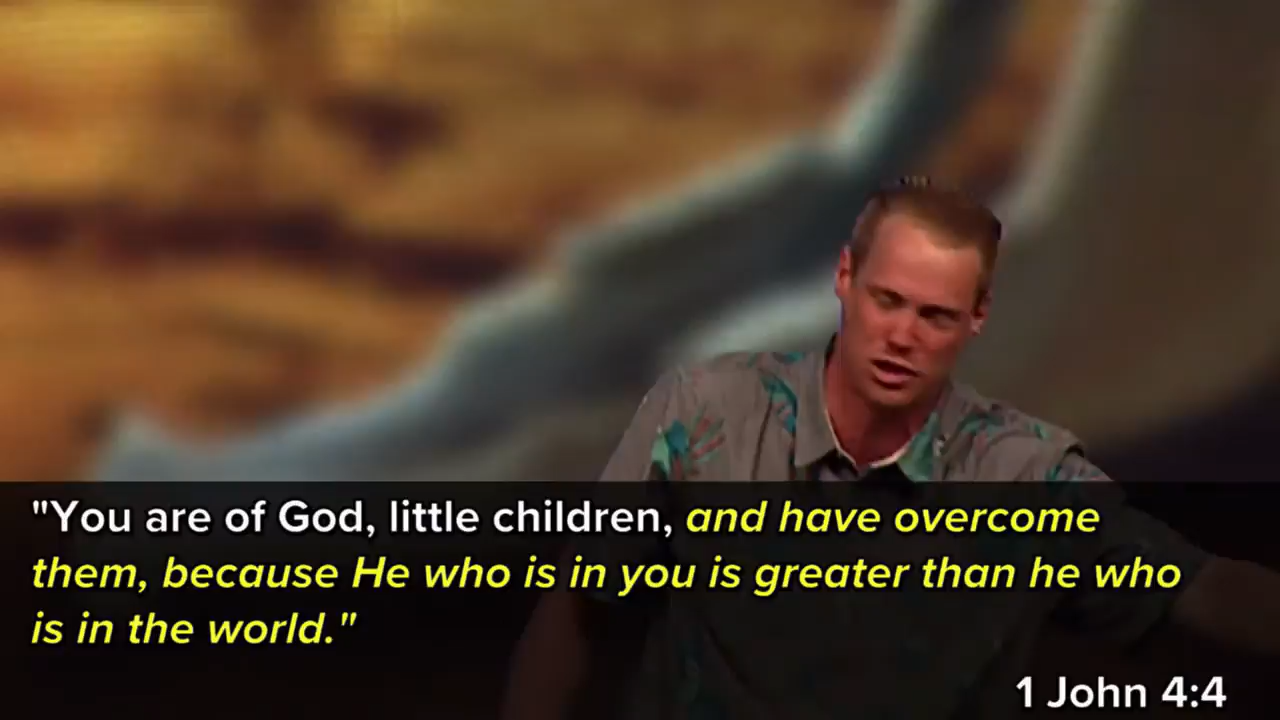 "You are of God, little children, and have overcome
them, because He who is in you is greater than he who
is in the world."
1 John 4:4